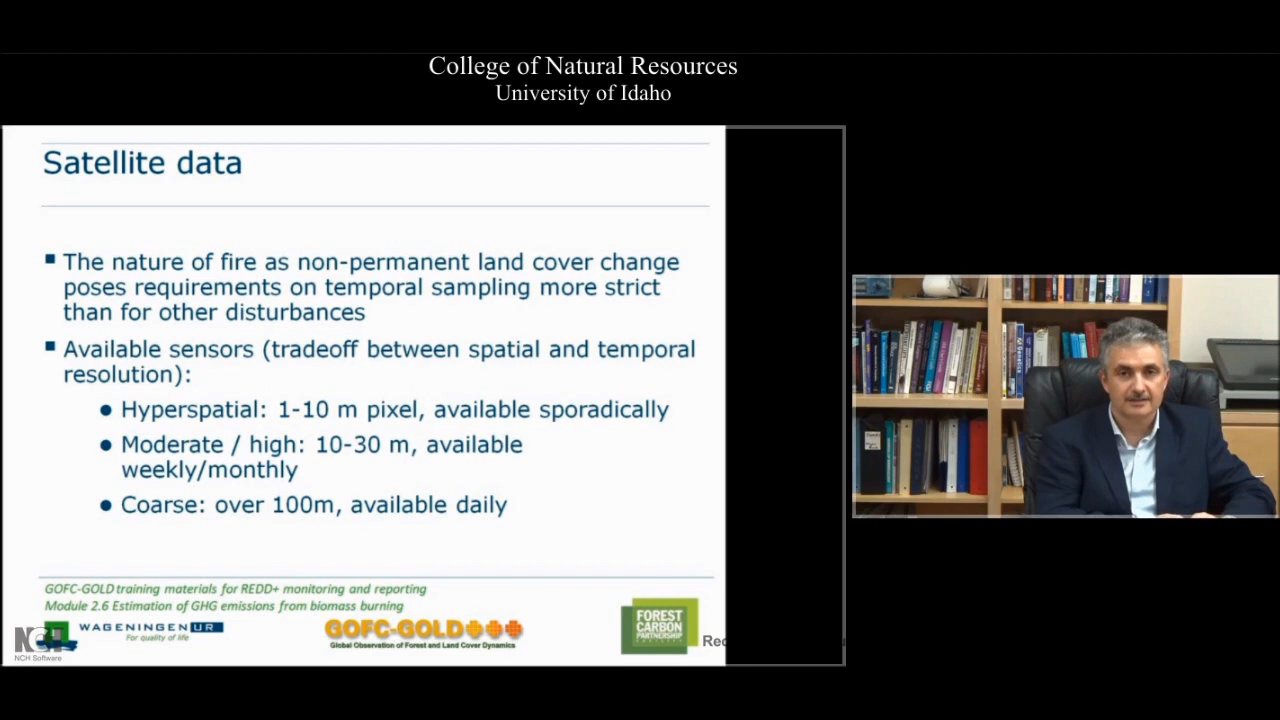 College of Natural Resources
University of Idaho
Satellite data
▪ The nature of fire as non-permanent land cover change
poses requirements on temporal sampling more strict
than for other disturbances
▪ Available sensors (tradeoff between spatial and temporal
resolution):
● Hyperspatial: 1-10 m pixel, available sporadically
● Moderate / high: 10-30 m, available
weekly/monthly
● Coarse: over 100m, available daily
GOFC-GOLD training materials for REDD+ monitoring and reporting
Module 2.6 Estimation of GHG emissions from biomass burning
NCH
NCH Software
WAGENINGEN UR
For quality of life
GOFC-GOLD
Global Observation of Forest and Land Cover Dynamics
FOREST
CARBON
PARTNERSHIP